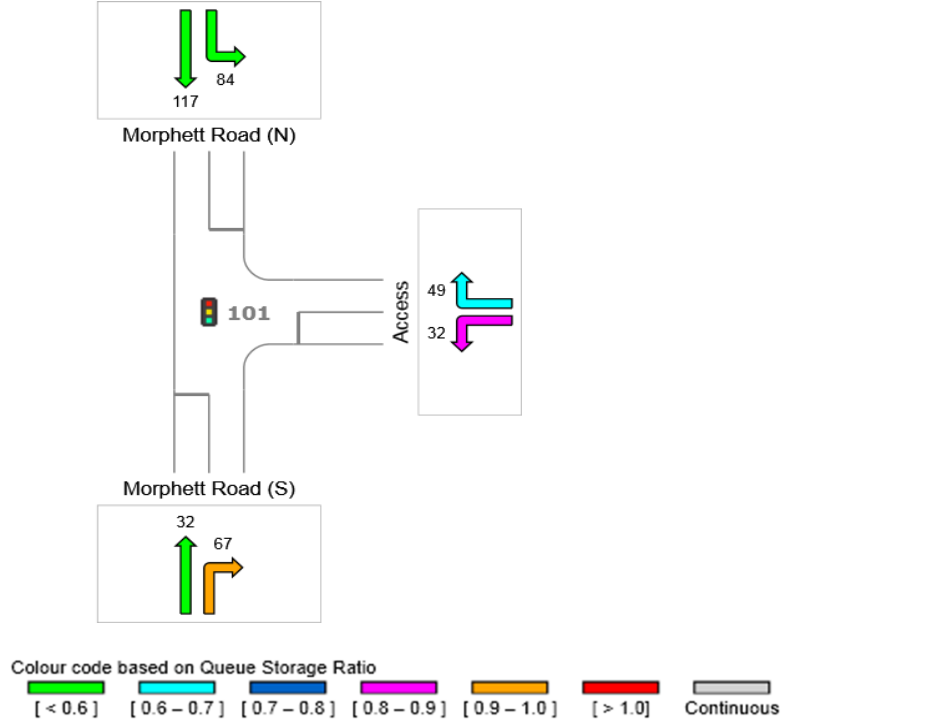 84
117
Morphett Road (N)
101
Access
49
32
Morphett Road (S)
32
67
Colour code based on Queue Storage Ratio
[ < 0.6 ] [ 0.6 – 0.7 ] [ 0.7 – 0.8 ] [ 0.8 – 0.9 ] [ 0.9 – 1.0 ] [ > 1.0] Continuous